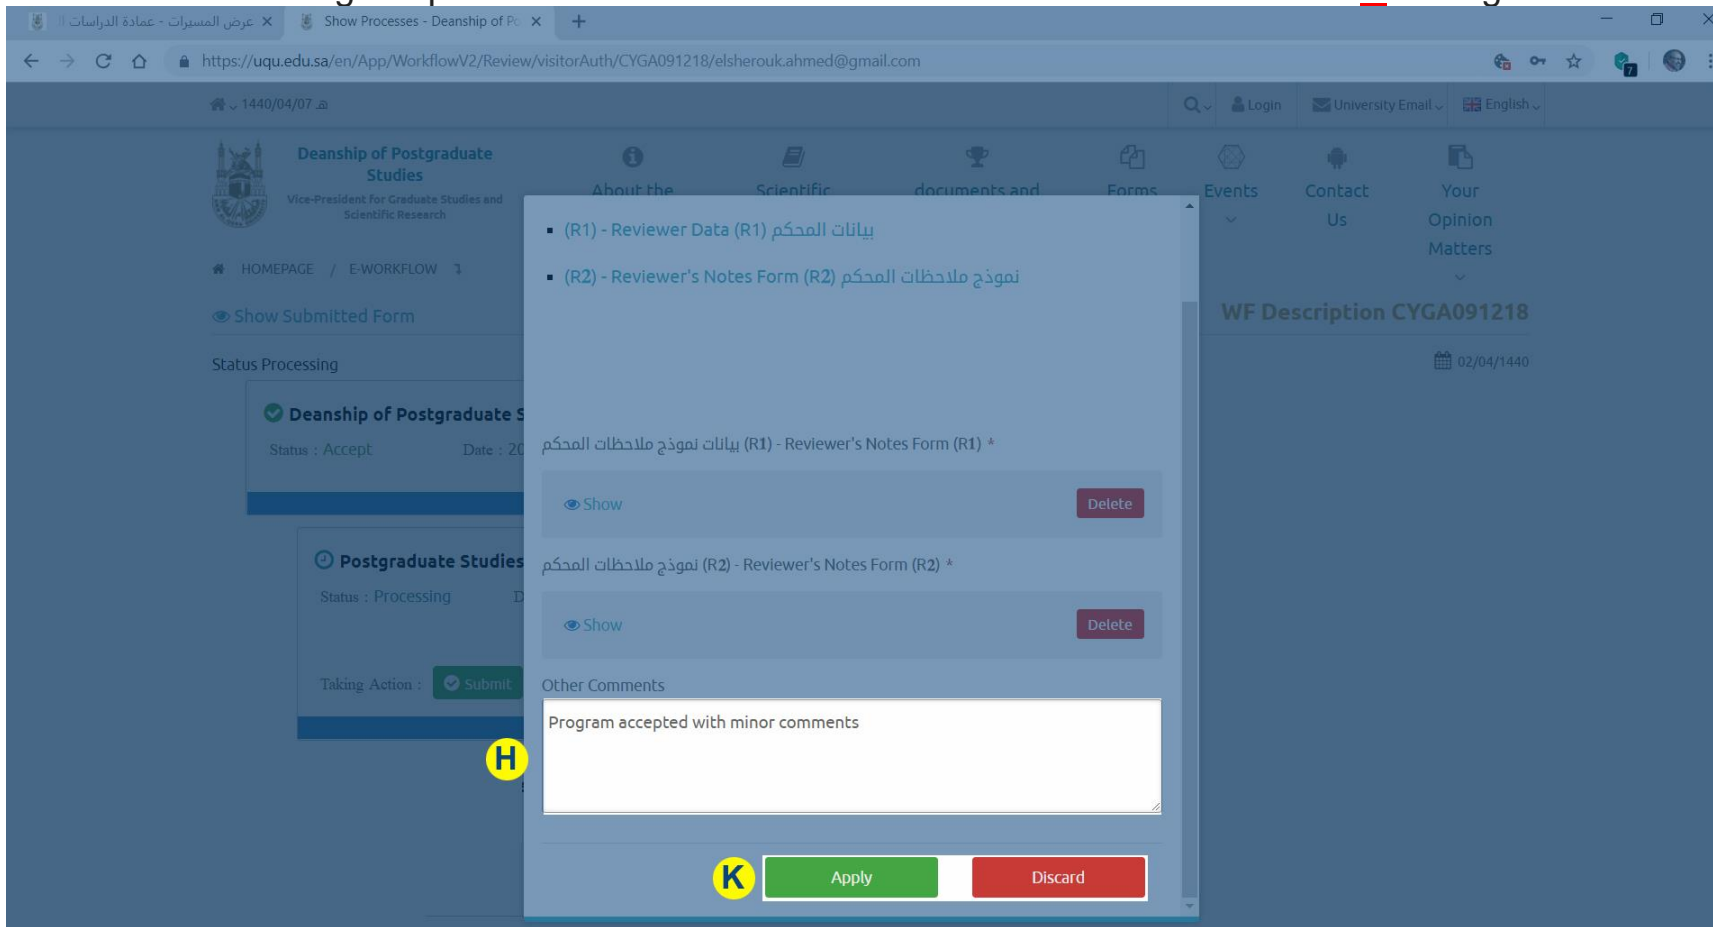 عرض المسيرات - عمادة الدراسات ال
Show Processes - Deanship of Po
https://uqu.edu.sa/en/App/WorkflowV2/Review/visitorAuth/CYGA091218/elsherouk.ahmed@gmail.com
7
1440/04/07 هـ
Login University Email English
Deanship of Postgraduate
Studies
Vice-President for Graduate Studies and
Scientific Research
About the Scientific documents and Forms Events Contact
Us Your
Opinion
Matters
HOMEPAGE / E-WORKFLOW
Show Submitted Form
WF Description CYGA091218
Status Processing
02/04/1440
Deanship of Postgraduate S
Status : Accept Date : 20
Postgraduate Studies
Status : Processing D
Taking Action : Submit
(R1) - Reviewer Data (R1) بيانات المحكم
(R2) - Reviewer's Notes Form (R2) نموذج ملاحظات المحكم
بيانات نموذج ملاحظات المحكم (R1) - Reviewer's Notes Form (R1) *
Show Delete
نموذج ملاحظات المحكم (R2) - Reviewer's Notes Form (R2) *
Show Delete
Other Comments
Program accepted with minor comments
H
K
Apply Discard